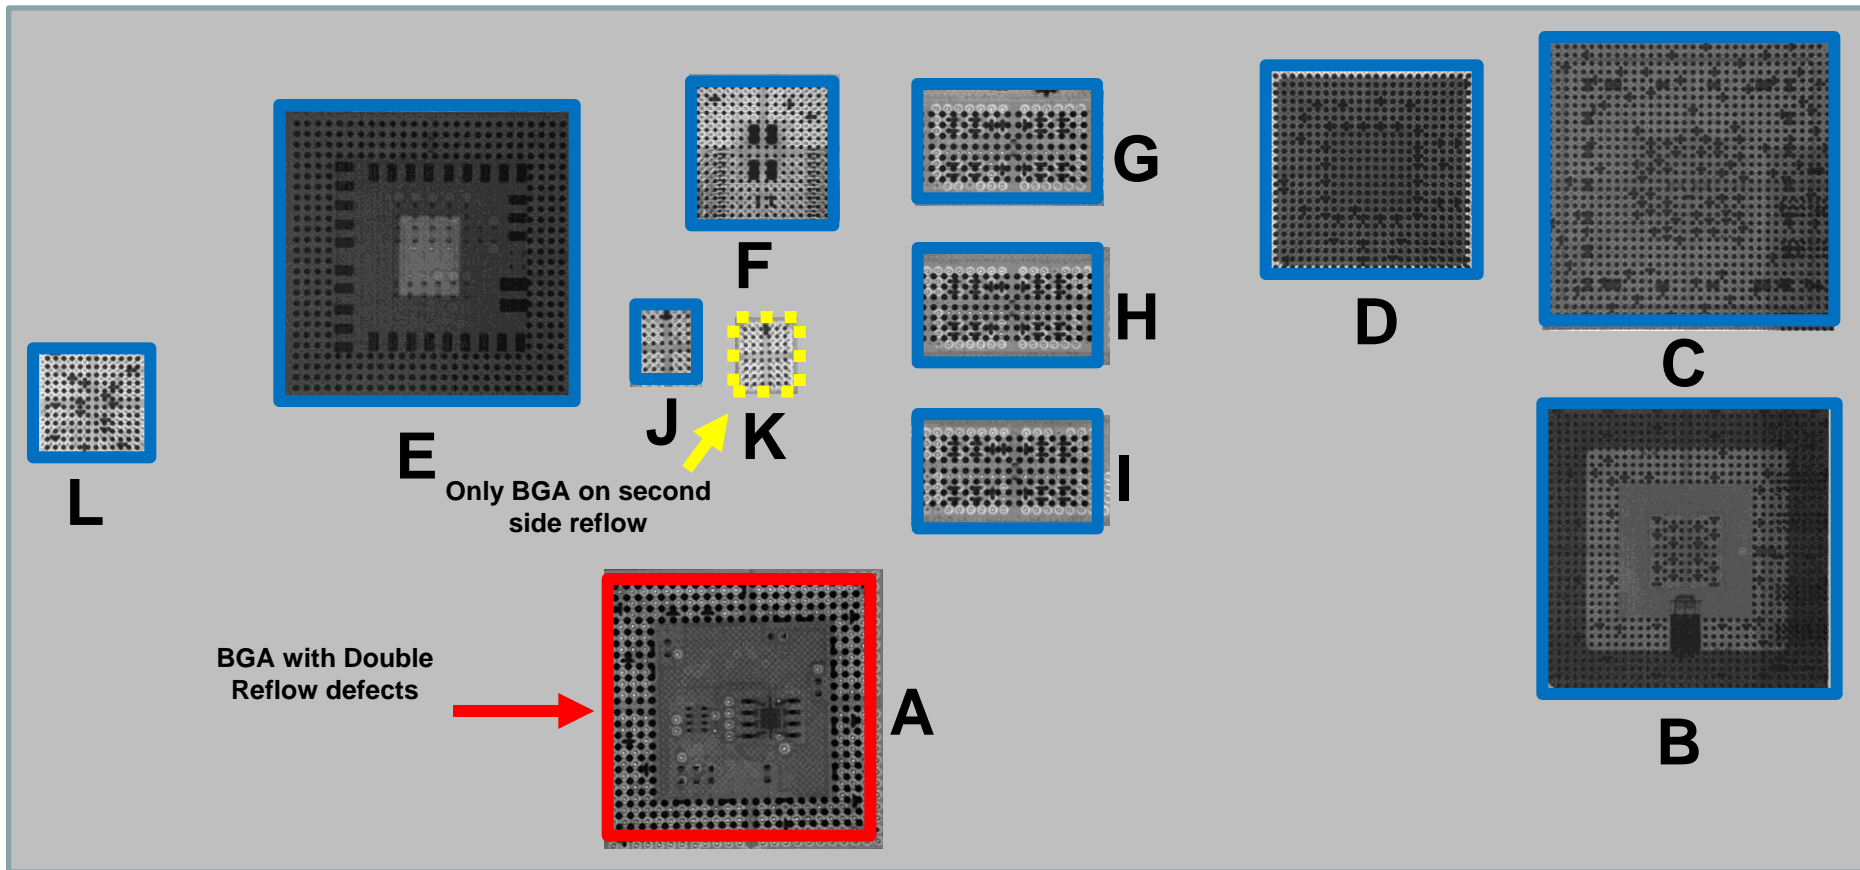 G
F
H
D
C
J
K
E
I
L
Only BGA on second
side reflow
BGA with Double
Reflow defects
A
B